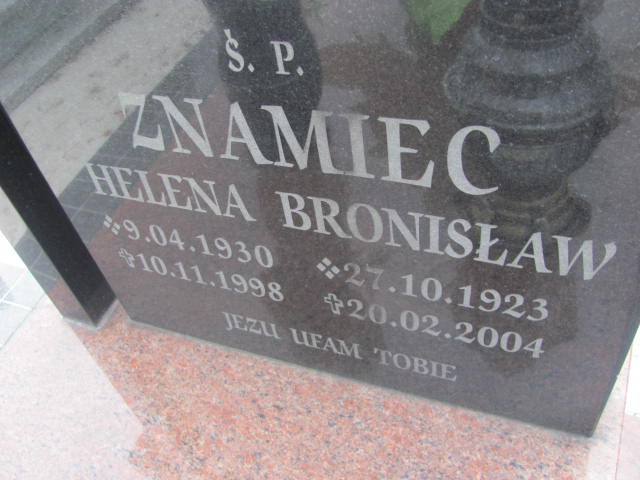 Ś. P.
ZNAMIEC
HELENA BRONISŁAW
9.04.1930 27.10.1923
10.11.1998 20.02.2004
JEZU UFAM TOBIE